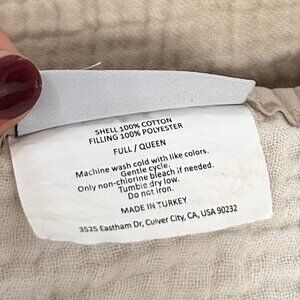 SHELL 100% COTTON
FILLING 100% POLYESTER
FULL / QUEEN
Machine wash cold with like colors.
Gentle cycle.
Only non-chlorine bleach if needed.
Tumble dry low.
Do not iron.
MADE IN TURKEY
3525 Eastham Dr, Culver City, CA, USA 90232